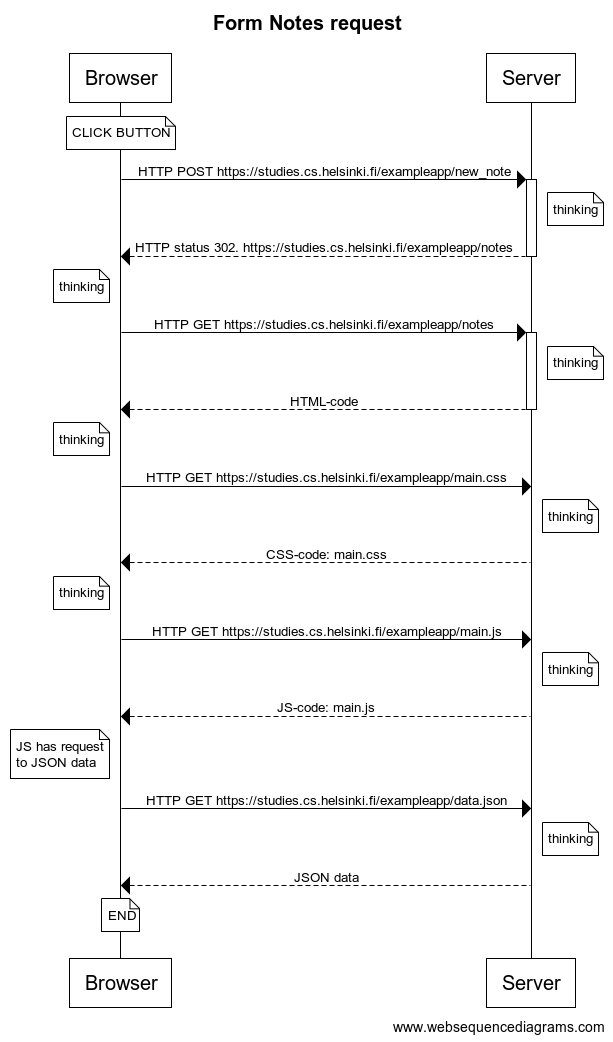 Form Notes request
Browser
Server
CLICK BUTTON
HTTP POST https://studies.cs.helsinki.fi/exampleapp/new_note
thinking
HTTP status 302. https://studies.cs.helsinki.fi/exampleapp/notes
thinking
HTTP GET https://studies.cs.helsinki.fi/exampleapp/notes
thinking
HTML-code
thinking
HTTP GET https://studies.cs.helsinki.fi/exampleapp/main.css
thinking
CSS-code: main.css
thinking
HTTP GET https://studies.cs.helsinki.fi/exampleapp/main.js
thinking
JS-code: main.js
JS has request
to JSON data
HTTP GET https://studies.cs.helsinki.fi/exampleapp/data.json
thinking
JSON data
END
Browser
Server
www.websequencediagrams.com